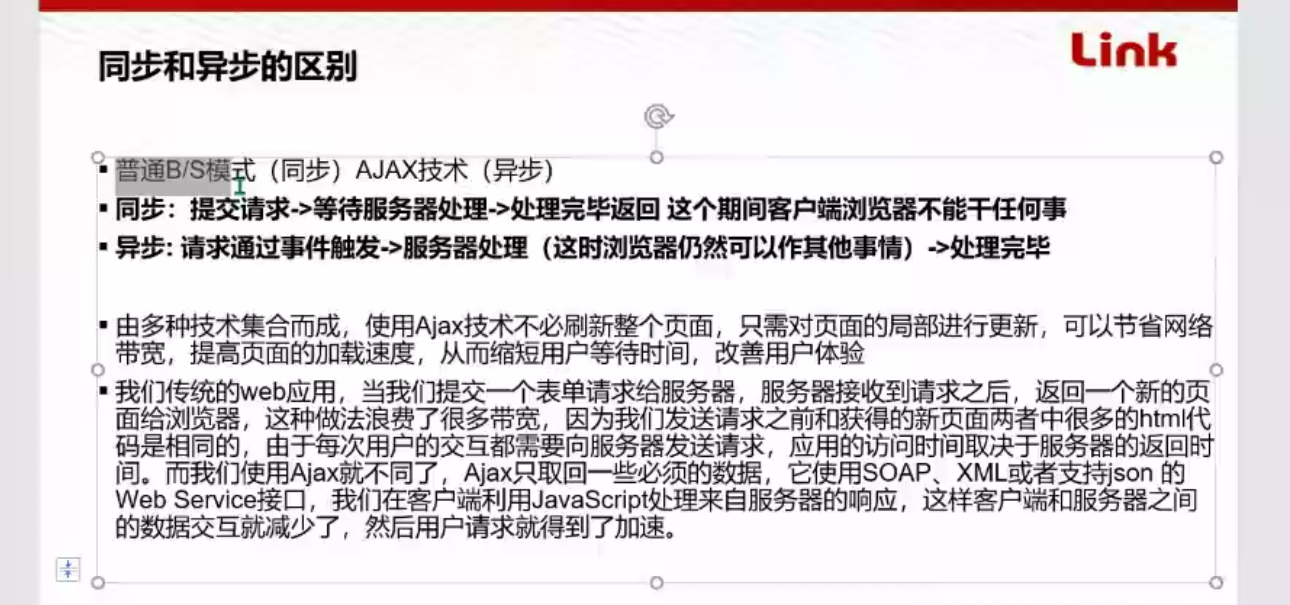 Link
同步和异步的区别
▪ 普通B/S模式（同步）AJAX技术（异步）
▪ 同步：提交请求->等待服务器处理->处理完毕返回 这个期间客户端浏览器不能干任何事
▪ 异步: 请求通过事件触发->服务器处理（这时浏览器仍然可以作其他事情）->处理完毕
▪ 由多种技术集合而成，使用Ajax技术不必刷新整个页面，只需对页面的局部进行更新，可以节省网络
带宽，提高页面的加载速度，从而缩短用户等待时间，改善用户体验
▪ 我们传统的web应用，当我们提交一个表单请求给服务器，服务器接收到请求之后，返回一个新的页
面给浏览器，这种做法浪费了很多带宽，因为我们发送请求之前和获得的新页面两者中很多的html代
码是相同的，由于每次用户的交互都需要向服务器发送请求，应用的访问时间取决于服务器的返回时
间。而我们使用Ajax就不同了，Ajax只取回一些必须的数据，它使用SOAP、XML或者支持json 的
Web Service接口，我们在客户端利用JavaScript处理来自服务器的响应，这样客户端和服务器之间
的数据交互就减少了，然后用户请求就得到了加速。